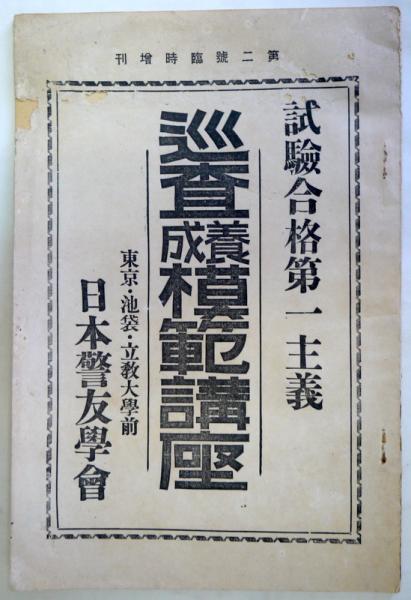 第二號臨時增刊
試驗合格第一主義
巡查養成模範講座
東京・池袋・立教大學前
日本警友學會